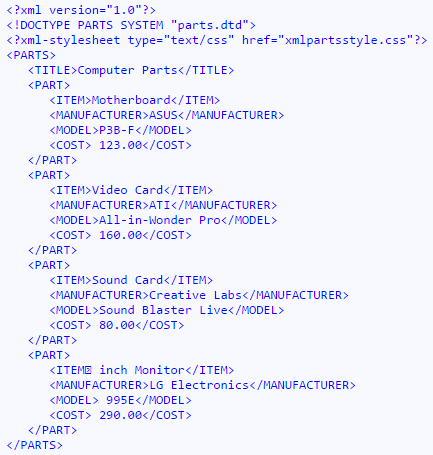 <?xml version="1.0"?>
<!DOCTYPE PARTS SYSTEM "parts.dtd">
<?xml-stylesheet type="text/css" href="xmlpartsstyle.css"?>
<PARTS>
<TITLE>Computer Parts</TITLE>
<PART>
<ITEM>Motherboard</ITEM>
<MANUFACTURER>ASUS</MANUFACTURER>
<MODEL>P3B-F</MODEL>
<COST> 123.00</COST>
</PART>
<PART>
<ITEM>Video Card</ITEM>
<MANUFACTURER>ATI</MANUFACTURER>
<MODEL>All-in-Wonder Pro</MODEL>
<COST> 160.00</COST>
</PART>
<PART>
<ITEM>Sound Card</ITEM>
<MANUFACTURER>Creative Labs</MANUFACTURER>
<MODEL>Sound Blaster Live</MODEL>
<COST> 80.00</COST>
</PART>
<PART>
<ITEM inch Monitor</ITEM>
<MANUFACTURER>LG Electronics</MANUFACTURER>
<MODEL> 995E</MODEL>
<COST> 290.00</COST>
</PART>
</PARTS>